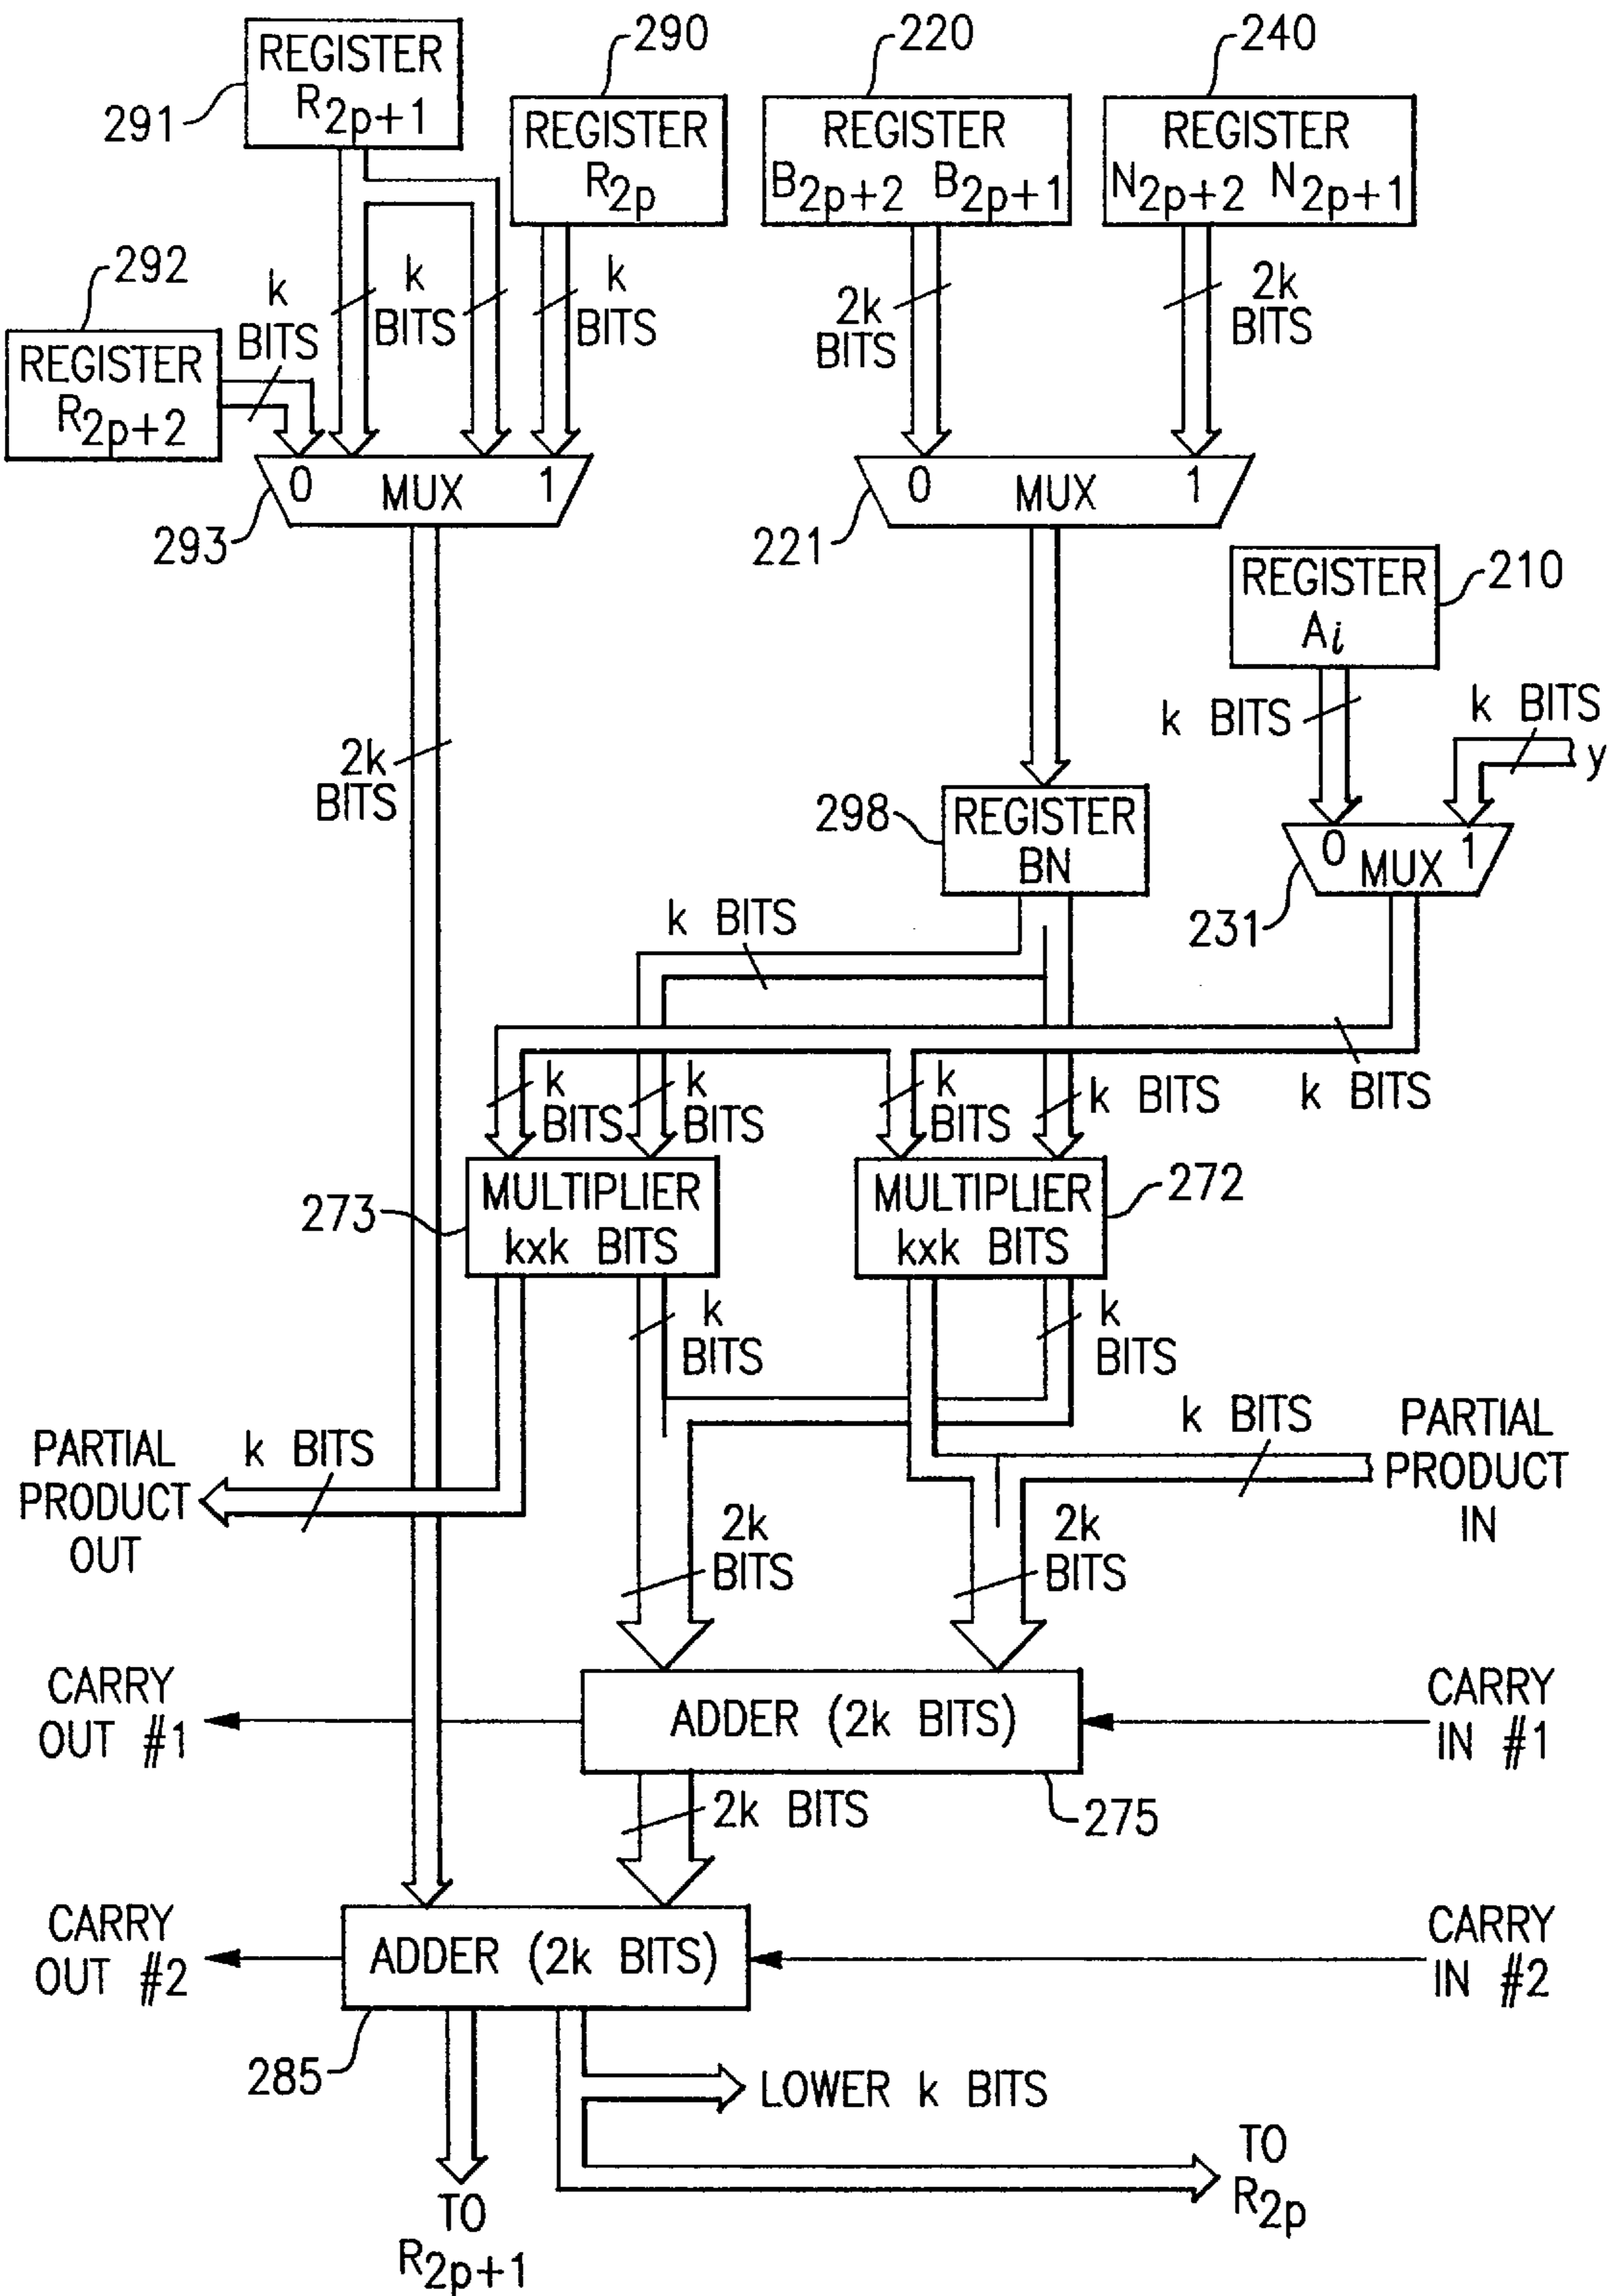 REGISTER
R2p+1
291
290
REGISTER
R2p
220
REGISTER
B2p+2 B2p+1
240
REGISTER
N2p+2 N2p+1
292
REGISTER
R2p+2
k
BITS
k
BITS
k
BITS
2k
BITS
2k
BITS
0 MUX 1
293
0 MUX 1
221
REGISTER
Ai
210
k BITS
k BITS
y
2k
BITS
298
REGISTER
BN
0 MUX 1
231
k BITS
k BITS
k
BITS
k
BITS
k
BITS
k BITS
MULTIPLIER
kxk BITS
273
MULTIPLIER
kxk BITS
272
k
BITS
k
BITS
PARTIAL
PRODUCT
OUT
k BITS
k BITS
PARTIAL
PRODUCT
IN
2k
BITS
2k
BITS
CARRY
OUT #1
ADDER (2k BITS)
CARRY
IN #1
2k BITS
275
CARRY
OUT #2
ADDER (2k BITS)
CARRY
IN #2
285
LOWER k BITS
TO
R2p
TO
R2p+1